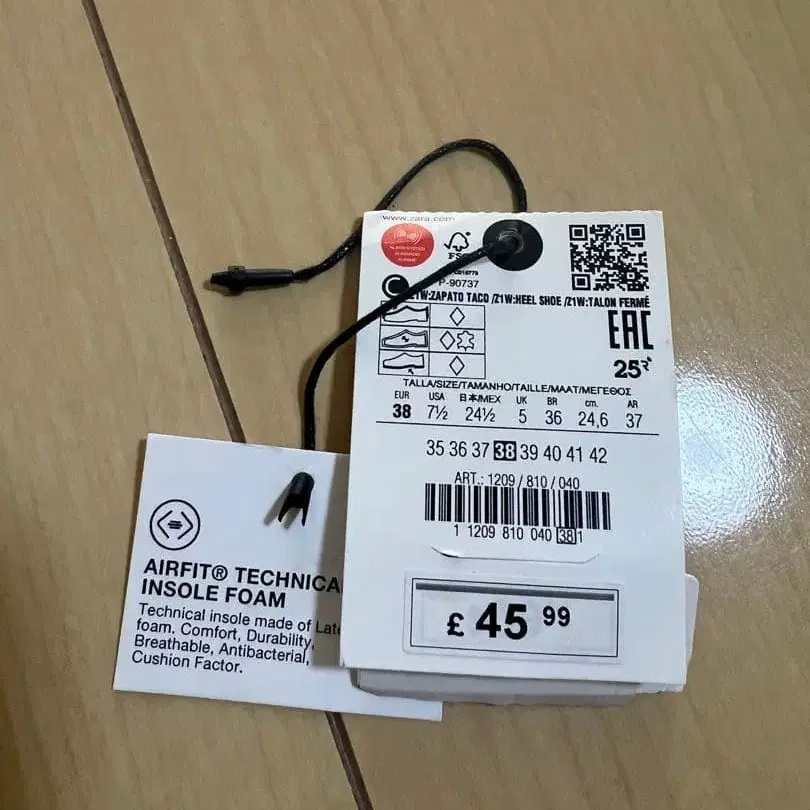 www.zara.com
ALARM SYSTEM
FSC
P-90737
Z1W:ZAPATO TACO /Z1W:HEEL SHOE /Z1W:TALON FERMÉ
EAC
25
TALLA/SIZE/TAMANHO/TAILLE/MAAT/ΜΕΓΕΘΟΣ
EUR USA 日本/MEX UK BR cm. AR
38 7½ 24½ 5 36 24,6 37
35 36 37 38 39 40 41 42
ART.: 1209 / 810 / 040
1 1209 810 040 38 1
£ 45 99
AIRFIT® TECHNICA
INSOLE FOAM
Technical insole made of Late
foam. Comfort, Durability,
Breathable, Antibacterial,
Cushion Factor.